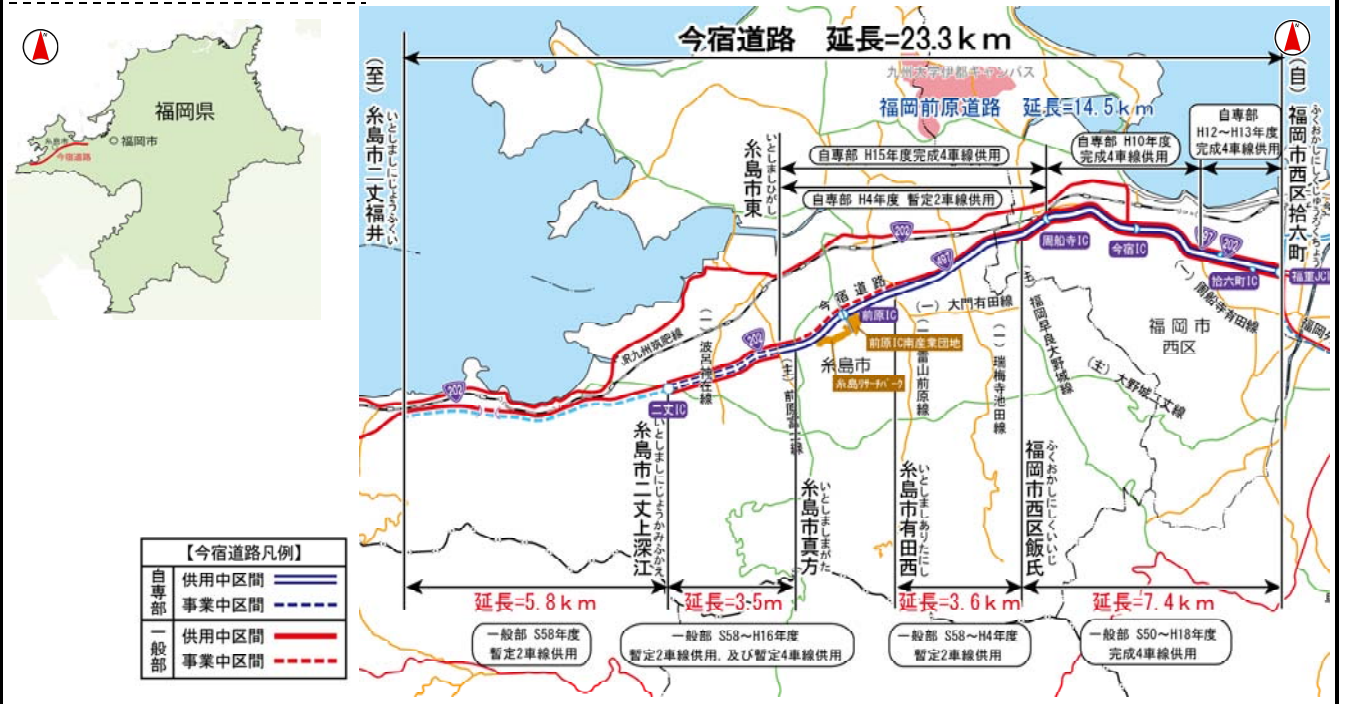 福岡県
糸島市
福岡市
今宿道路
N
N
今宿道路 延長=23.3km
九州大学伊都キャンパス
福岡前原道路 延長=14.5km
(至)糸島市二丈福井
いとしましにじょうふくい
(自)福岡市西区拾六町
ふくおかしにしくじゅうろくちょう
糸島市東
いとしましひがし
自専部 H15年度完成4車線供用
自専部 H10年度
完成4車線供用
自専部
H12~H13年度
完成4車線供用
自専部 H4年度 暫定2車線供用
202
497
周船寺IC
今宿IC
497
202
拾六町IC
福重JCT
今宿道路
前原IC
前原IC南産業団地
糸島市
糸島リサーチパーク
(一)大門有田線
(主)福岡早良大野城線
(一)周船寺有田線
福岡市
西区
(主)大野城二丈線
JR九州筑肥線
(一)波呂神在線
202
202
二丈IC
(主)前原富士線
(一)雷山前原線
(一)瑞梅寺池田線
糸島市二丈上深江
いとしましにじょうかみふかえ
糸島市真方
いとしましまがた
糸島市有田西
いとしましありたにし
福岡市西区飯氏
ふくおかしにしくいいじ
延長=5.8km
延長=3.5m
延長=3.6km
延長=7.4km
一般部 S58年度
暫定2車線供用
一般部 S58~H16年度
暫定2車線供用, 及び暫定4車線供用
一般部 S58~H4年度
暫定2車線供用
一般部 S50~H18年度
完成4車線供用
【今宿道路凡例】
自専部
供用中区間
事業中区間
一般部
供用中区間
事業中区間